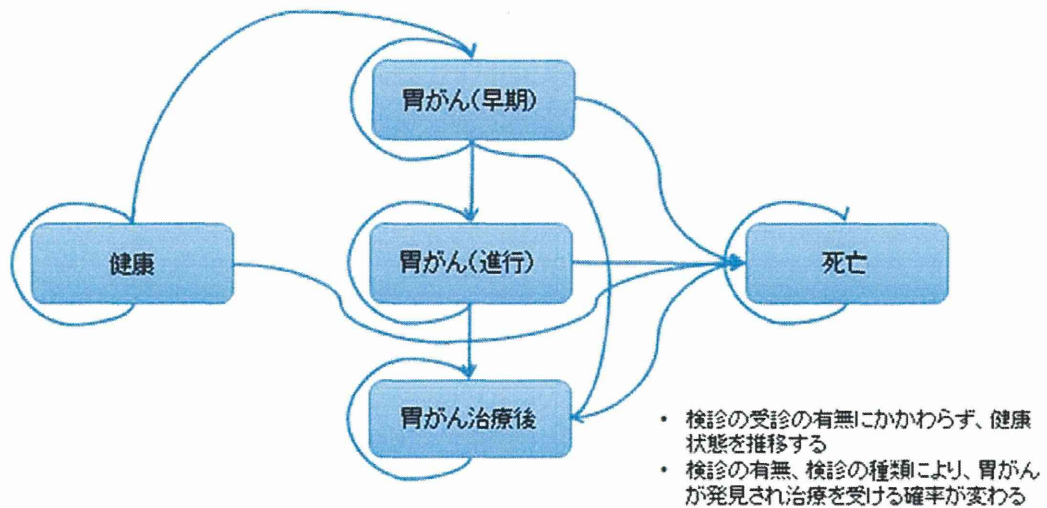 胃がん(早期)
健康
胃がん(進行)
死亡
胃がん治療後
• 検診の受診の有無にかかわらず、健康
状態を推移する
• 検診の有無、検診の種類により、胃がん
が発見され治療を受ける確率が変わる